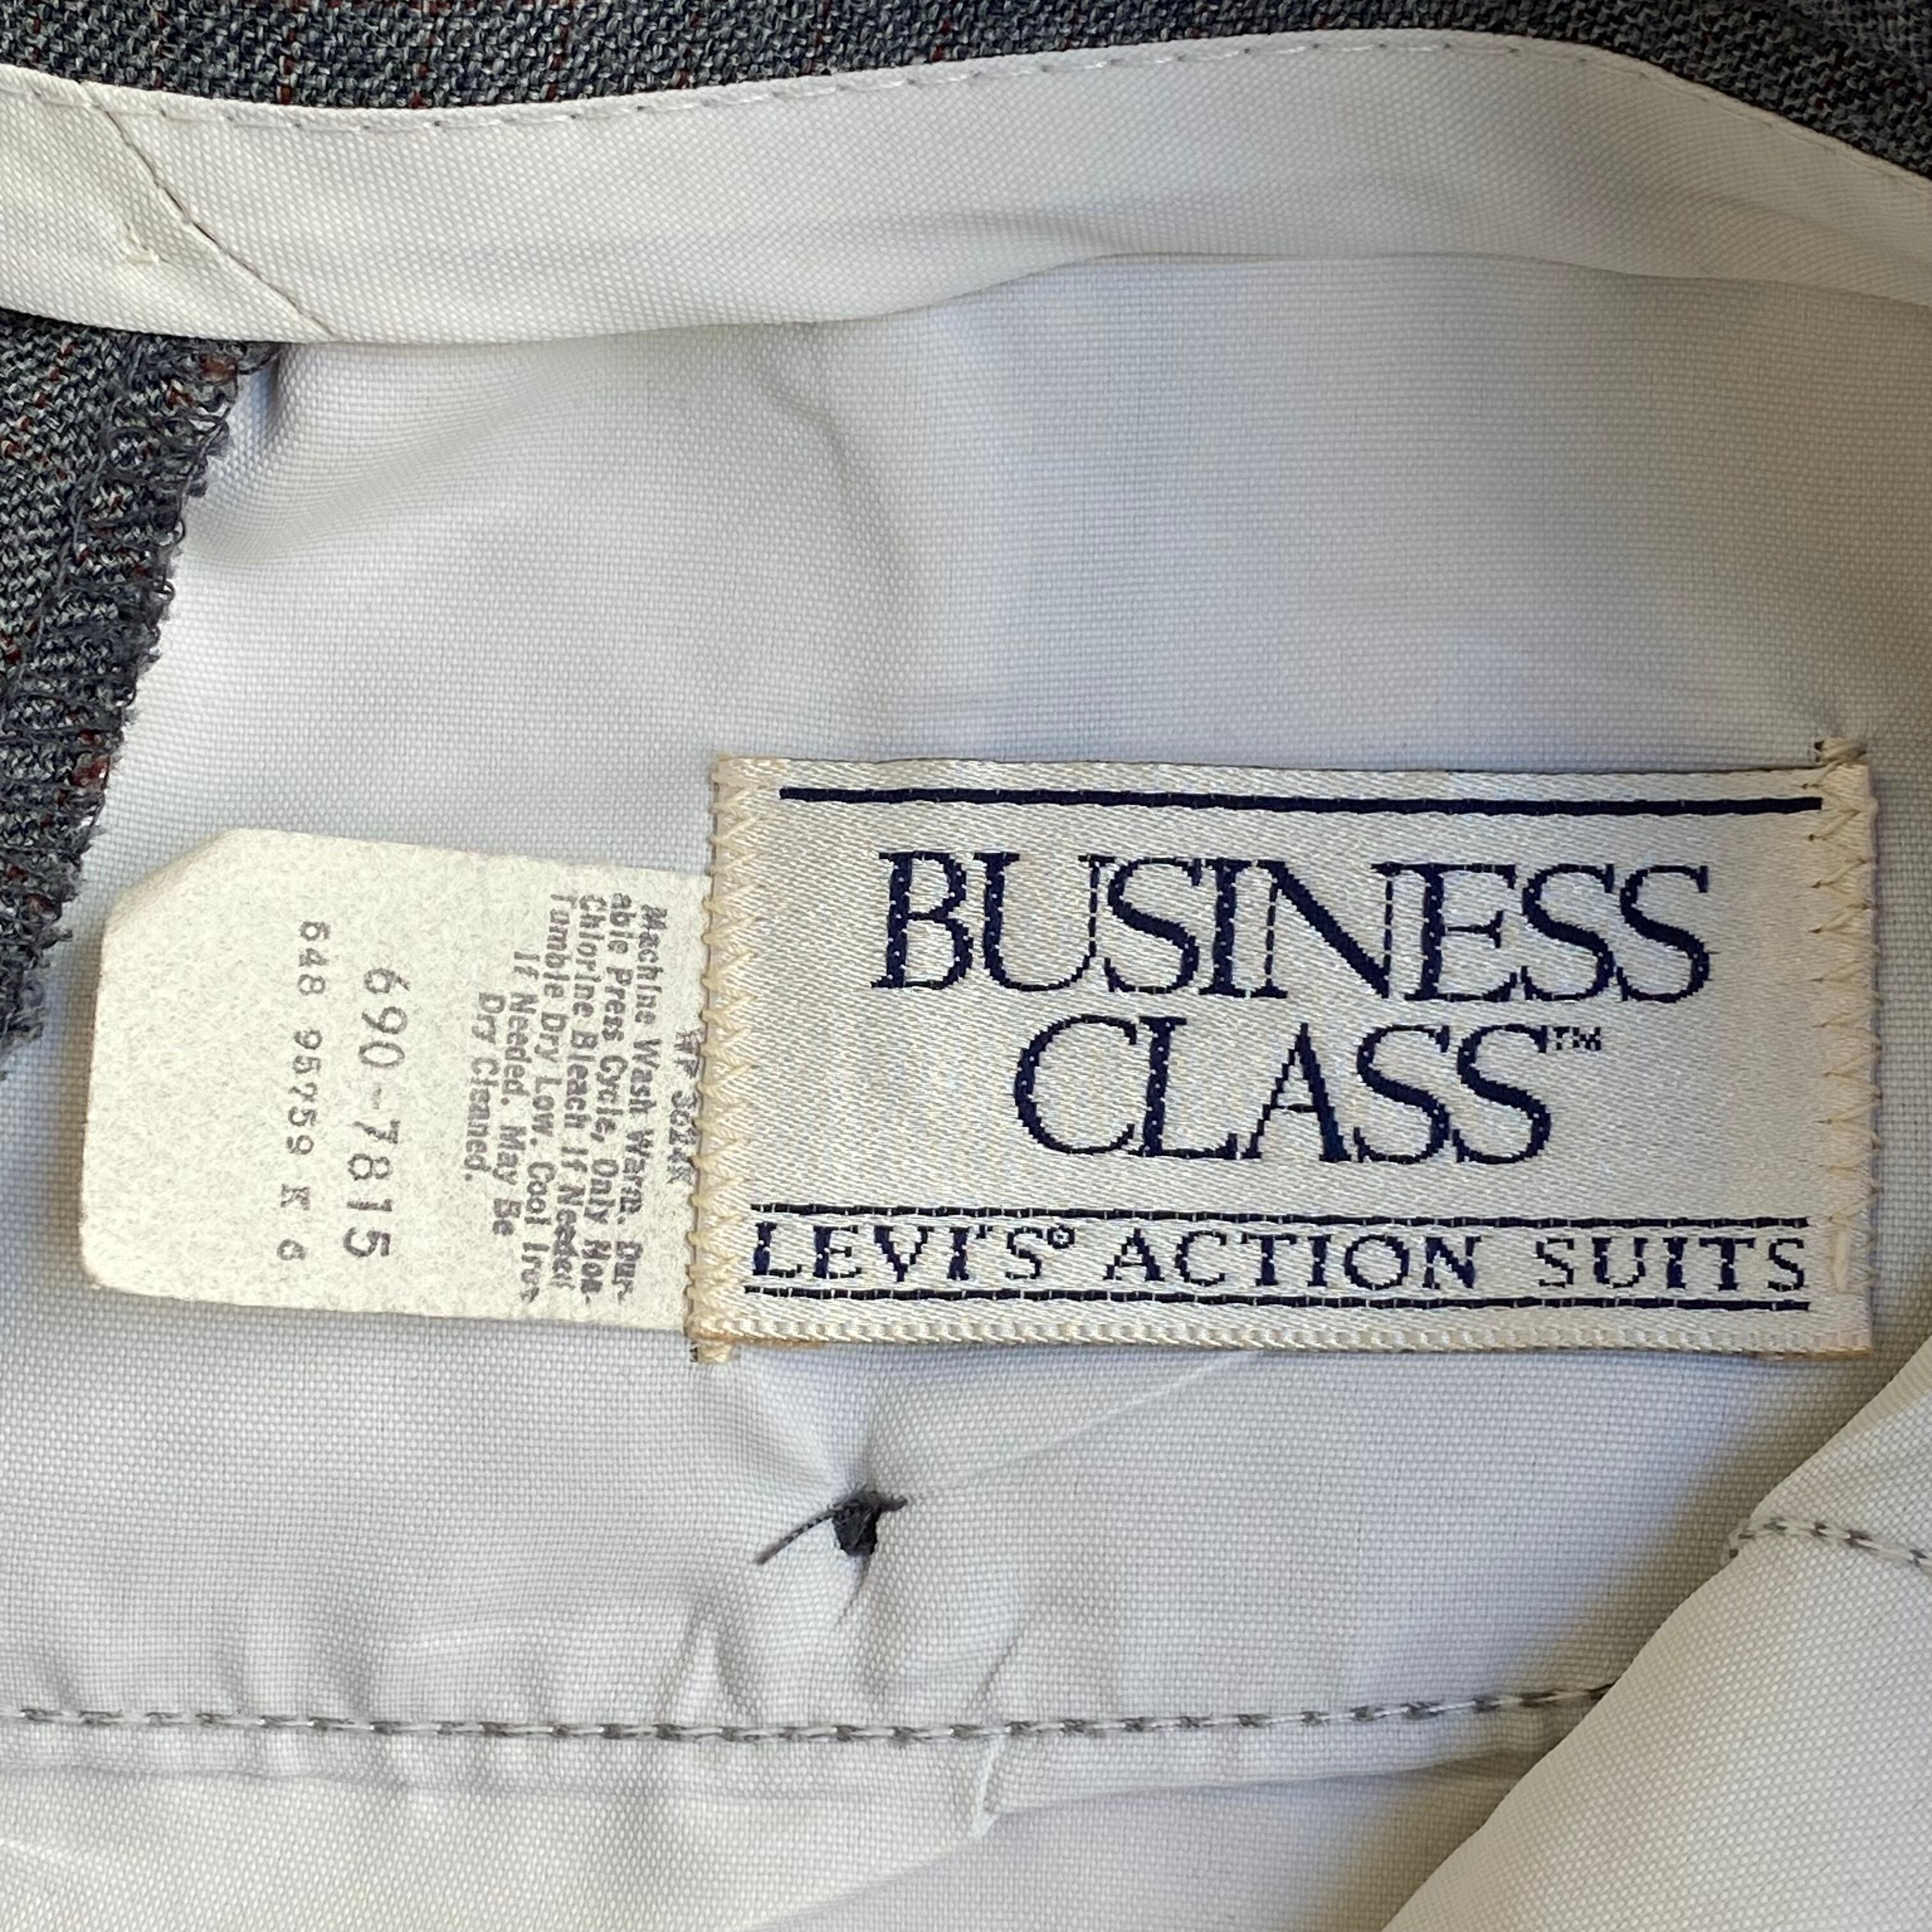 BUSINESS
CLASS™
LEVI'S® ACTION SUITS
Machine Wash Warm. Dur-
able Press Cycle, Only Non-
Chlorine Bleach If Needed
Tumble Dry Low. Cool Iron
If Needed. May Be
Dry Cleaned.
690-7815
648 95759 K 6